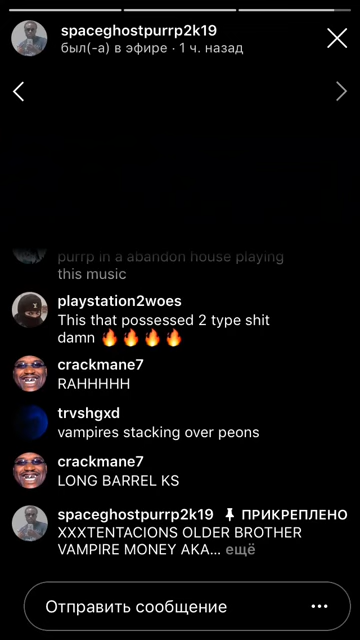 spaceghostpurrp2k19
был(-а) в эфире · 1 ч. назад
purrp in a abandon house playing
this music
playstation2woes
This that possessed 2 type shit
damn 🔥🔥🔥🔥
crackmane7
RAHHHHH
trvshgxd
vampires stacking over peons
crackmane7
LONG BARREL KS
spaceghostpurrp2k19 📌 ПРИКРЕПЛЕНО
XXXTENTACIONS OLDER BROTHER
VAMPIRE MONEY AKA... ещё
Отправить сообщение